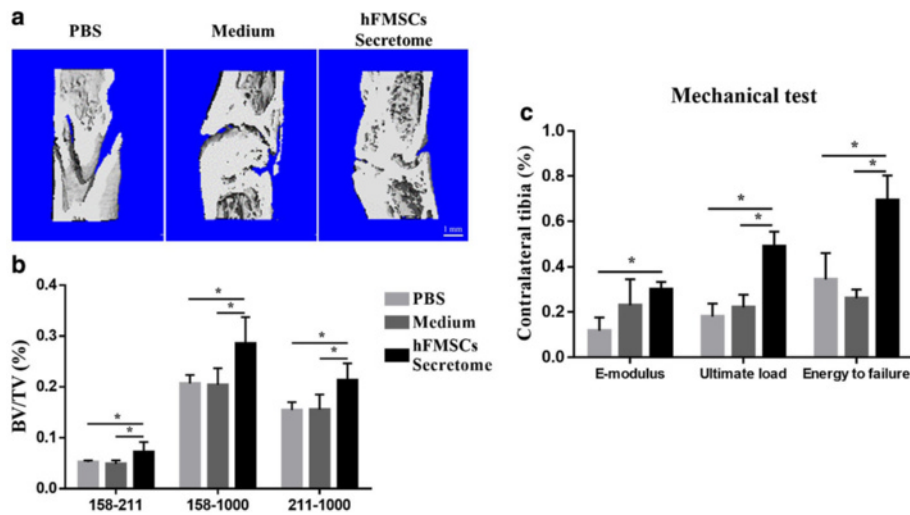 a
PBS
Medium
hFMSCs
Secretome
1 mm
b
BV/TV (%)
0.4
0.3
0.2
0.1
0.0
* * * * * *
158-211
158-1000
211-1000
PBS
Medium
hFMSCs
Secretome
c
Mechanical test
Contralateral tibia (%)
1.0
0.8
0.6
0.4
0.2
0.0
* * * * *
E-modulus
Ultimate load
Energy to failure